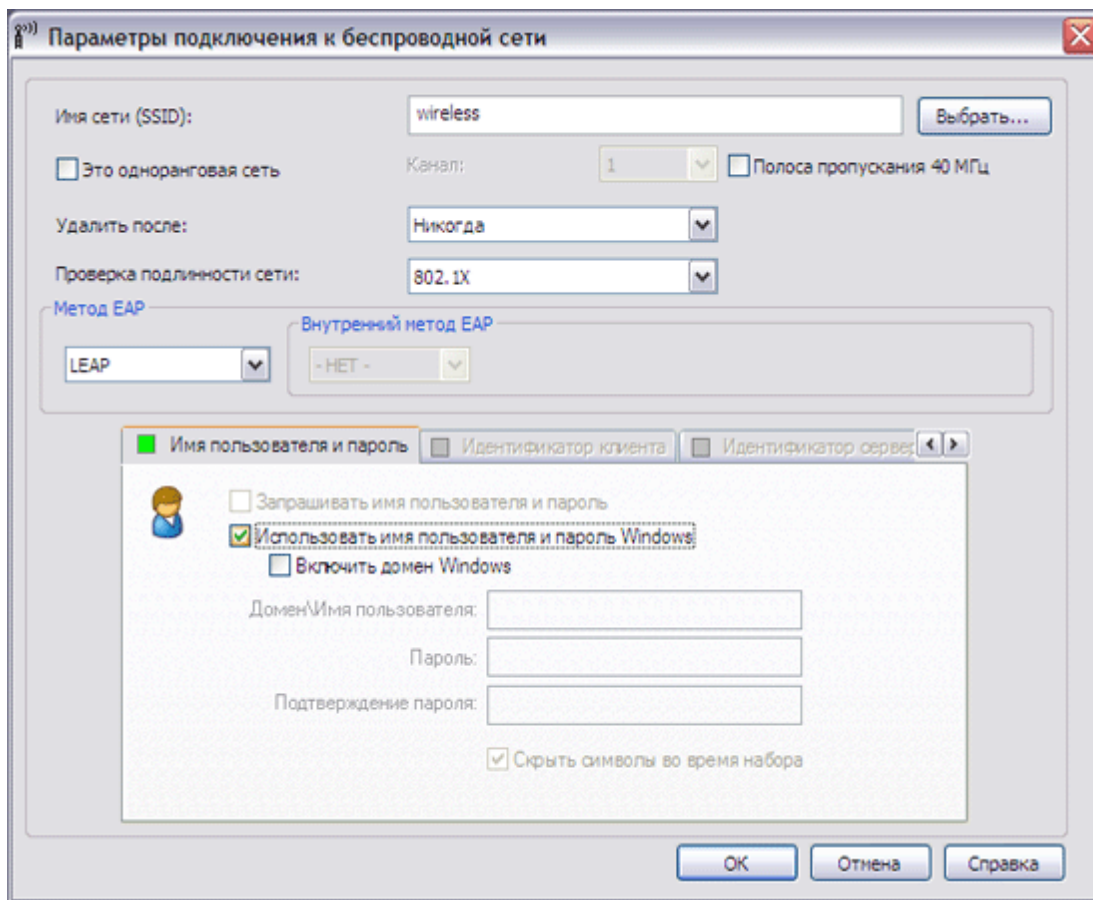 Параметры подключения к беспроводной сети
Имя сети (SSID): wireless Выбрать...
Это одноранговая сеть Канал: 1 Полоса пропускания 40 МГц
Удалить после: Никогда
Проверка подлинности сети: 802.1X
Метод EAP
Внутренний метод EAP
LEAP - НЕТ -
Имя пользователя и пароль Идентификатор клиента Идентификатор сервер
Запрашивать имя пользователя и пароль
Использовать имя пользователя и пароль Windows
Включить домен Windows
Домен\Имя пользователя:
Пароль:
Подтверждение пароля:
Скрыть символы во время набора
OK Отмена Справка